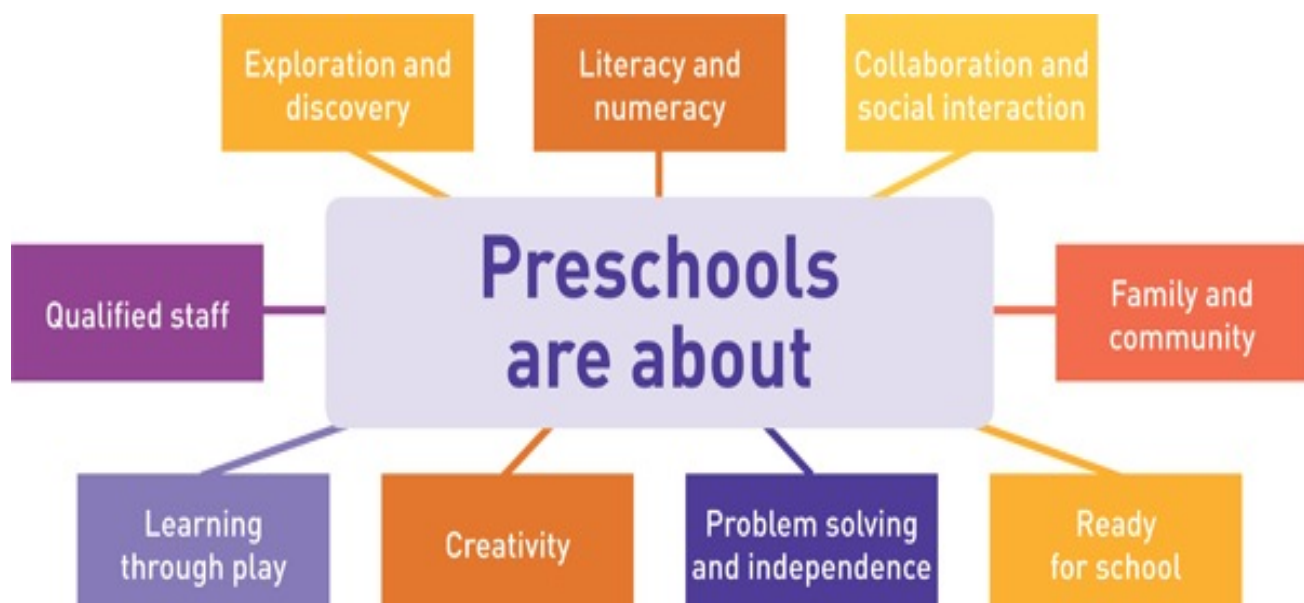 Exploration and
discovery
Literacy and
numeracy
Collaboration and
social interaction
Qualified staff
Preschools
are about
Family and
community
Learning
through play
Creativity
Problem solving
and independence
Ready
for school